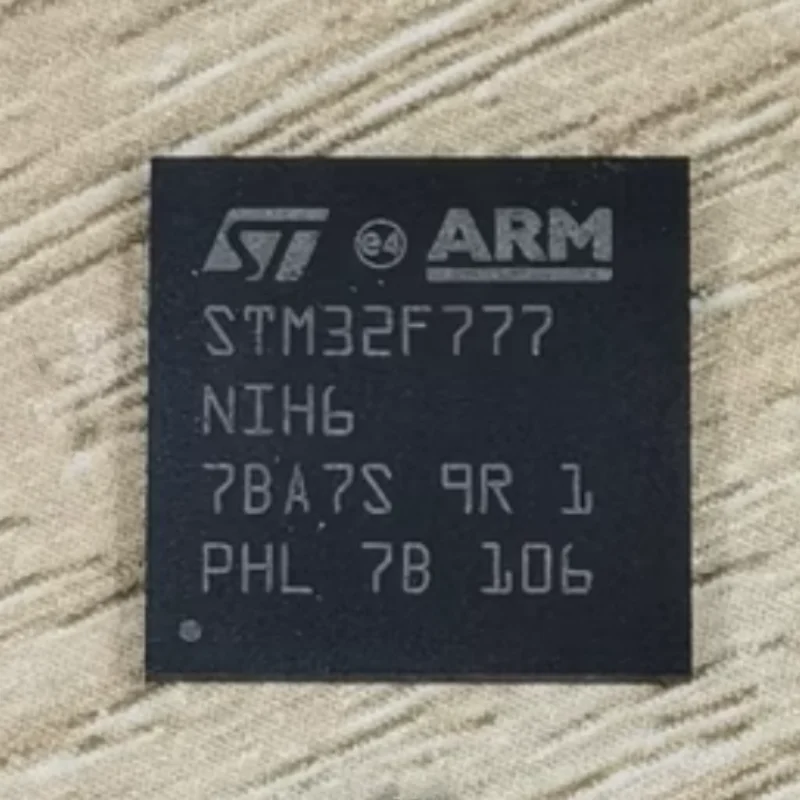 ST e4 ARM
STM32F777
NIH6
7BA7S 9R 1
PHL 7B 106